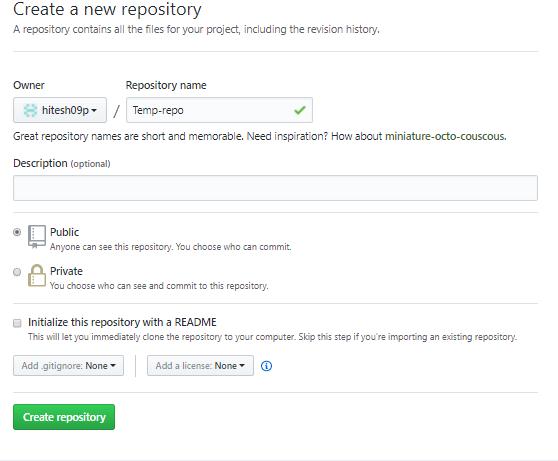 Create a new repository
A repository contains all the files for your project, including the revision history.
Owner Repository name
hitesh09p / Temp-repo
Great repository names are short and memorable. Need inspiration? How about miniature-octo-couscous.
Description (optional)
Public
Anyone can see this repository. You choose who can commit.
Private
You choose who can see and commit to this repository.
Initialize this repository with a README
This will let you immediately clone the repository to your computer. Skip this step if you're importing an existing repository.
Add .gitignore: None Add a license: None
Create repository